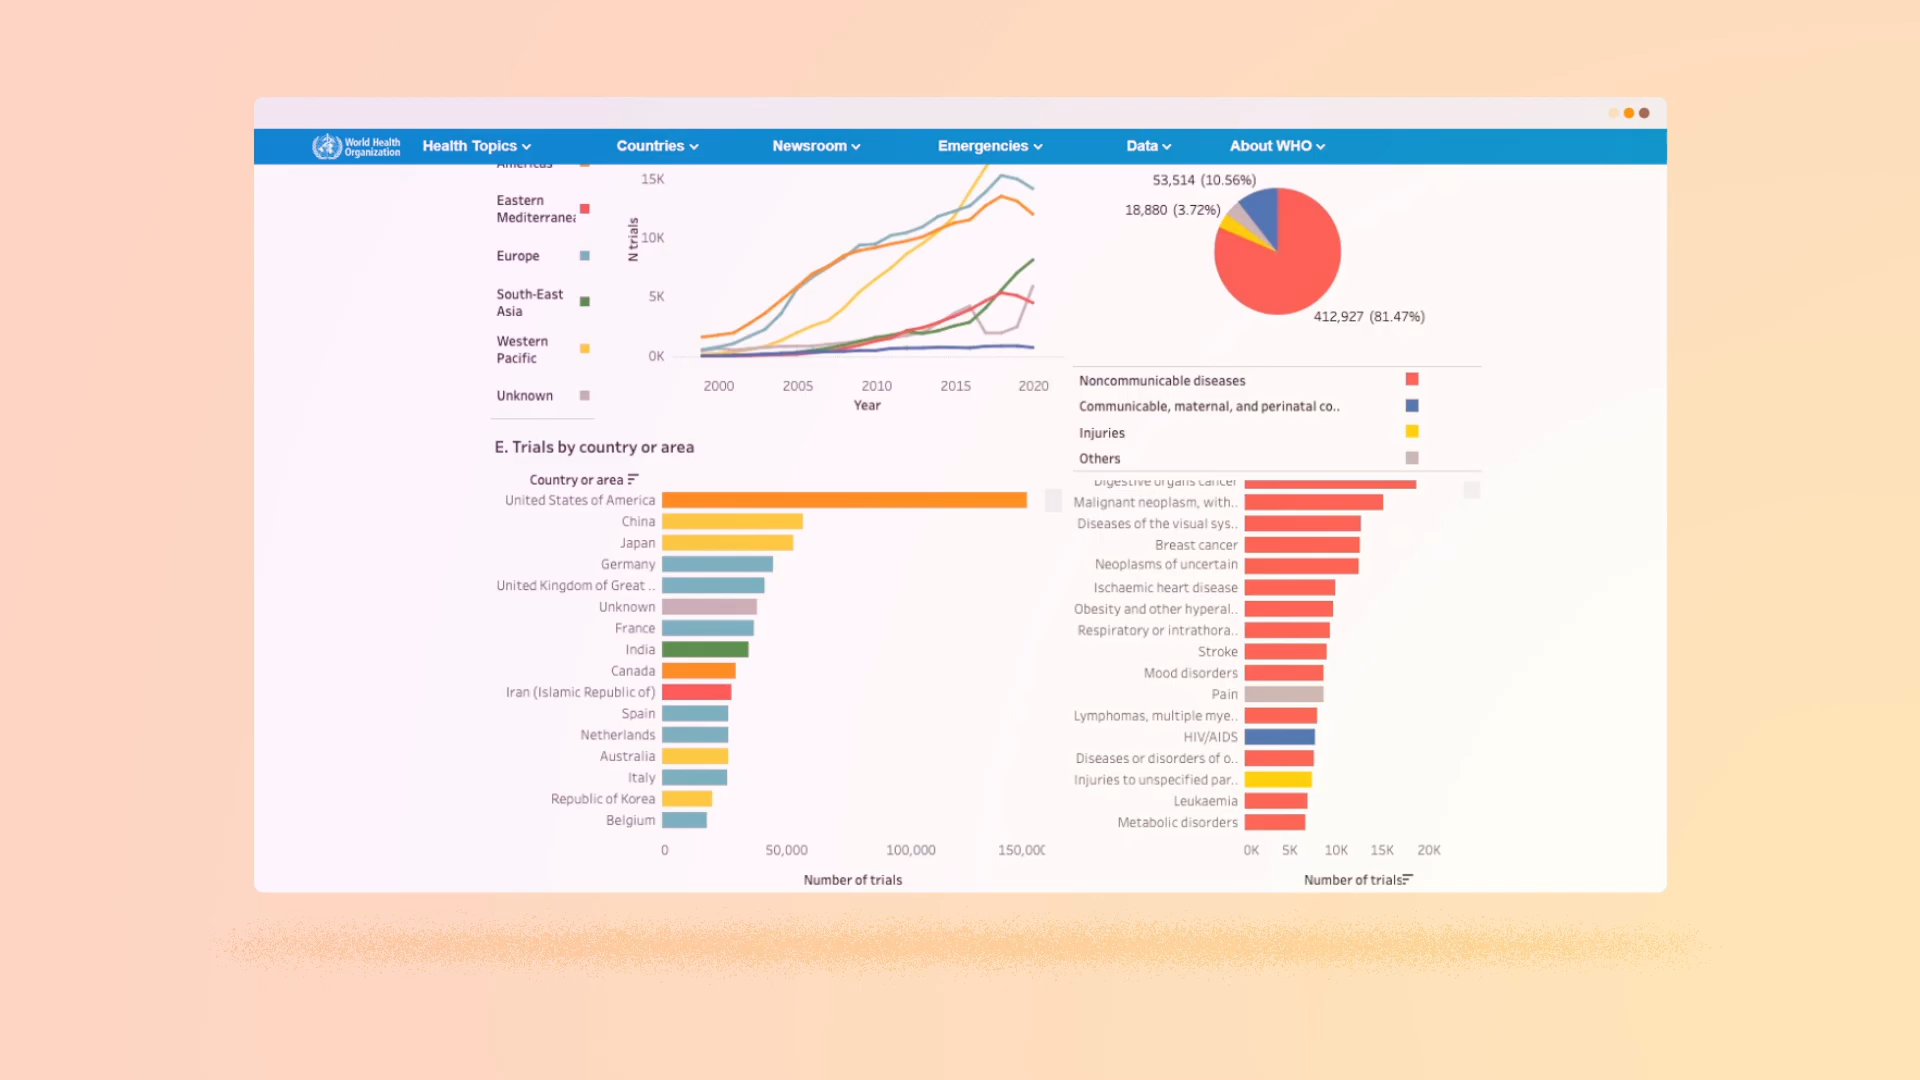 World Health
Organization
Health Topics
Countries
Newsroom
Emergencies
Data
About WHO
Americas
Eastern
Mediterranea
Europe
South-East
Asia
Western
Pacific
Unknown
N trials
15K
10K
5K
0K
2000
2005
2010
2015
2020
Year
53,514 (10.56%)
18,880 (3.72%)
412,927 (81.47%)
Noncommunicable diseases
Communicable, maternal, and perinatal co..
Injuries
Others
E. Trials by country or area
Country or area
United States of America
China
Japan
Germany
United Kingdom of Great ..
Unknown
France
India
Canada
Iran (Islamic Republic of)
Spain
Netherlands
Australia
Italy
Republic of Korea
Belgium
0
50,000
100,000
150,000
Number of trials
Digestive organs cancer
Malignant neoplasm, with..
Diseases of the visual sys..
Breast cancer
Neoplasms of uncertain
Ischaemic heart disease
Obesity and other hyperal..
Respiratory or intrathora..
Stroke
Mood disorders
Pain
Lymphomas, multiple mye..
HIV/AIDS
Diseases or disorders of o..
Injuries to unspecified par..
Leukaemia
Metabolic disorders
0K
5K
10K
15K
20K
Number of trials